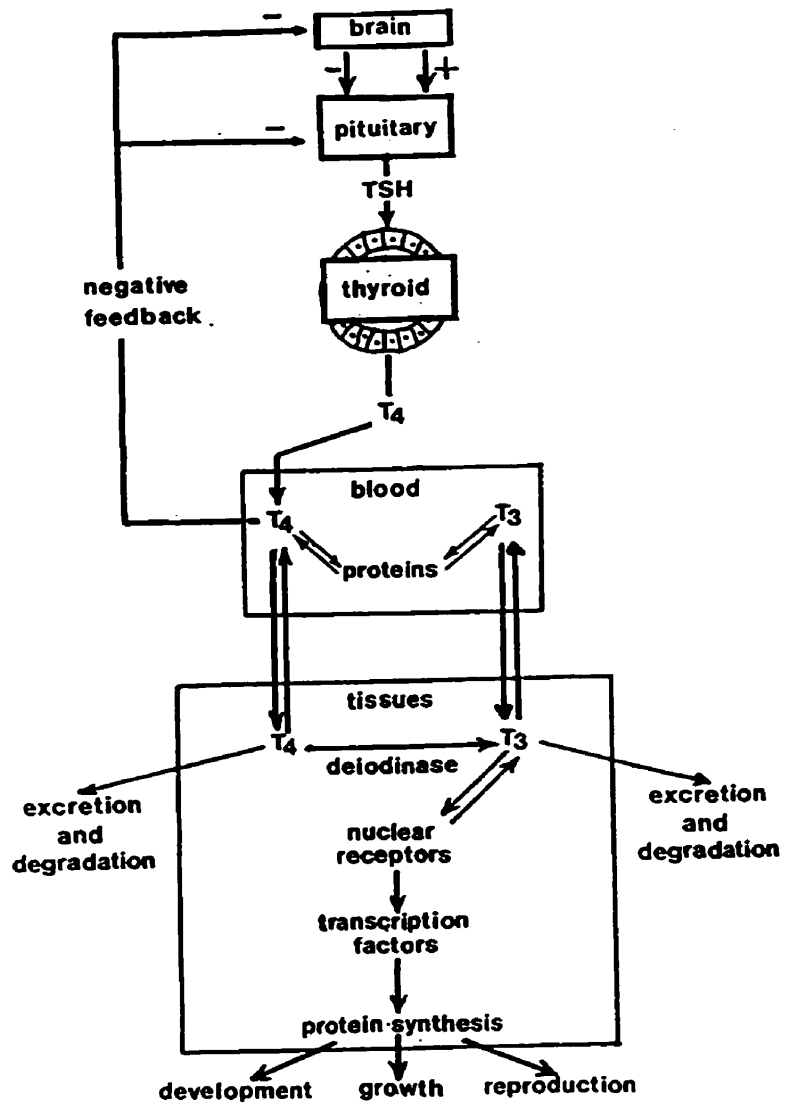 −
brain
− +
pituitary
−
TSH
thyroid
negative
feedback
T4
blood
T4
T3
proteins
tissues
T4
T3
deiodinase
excretion
and
degradation
excretion
and
degradation
nuclear
receptors
transcription
factors
protein synthesis
development growth reproduction